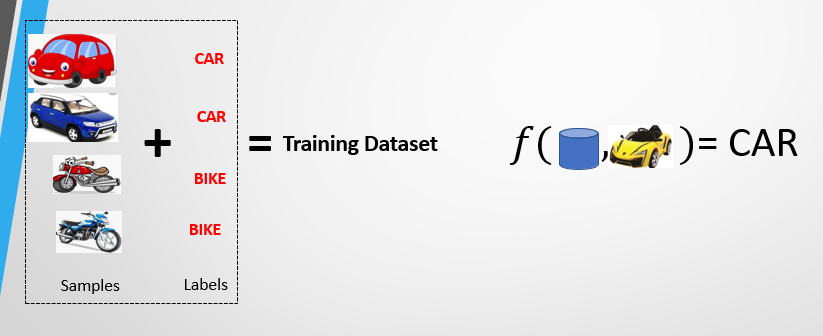 CAR
CAR
BIKE
BIKE
+
= Training Dataset
Samples
Labels
f( , )= CAR